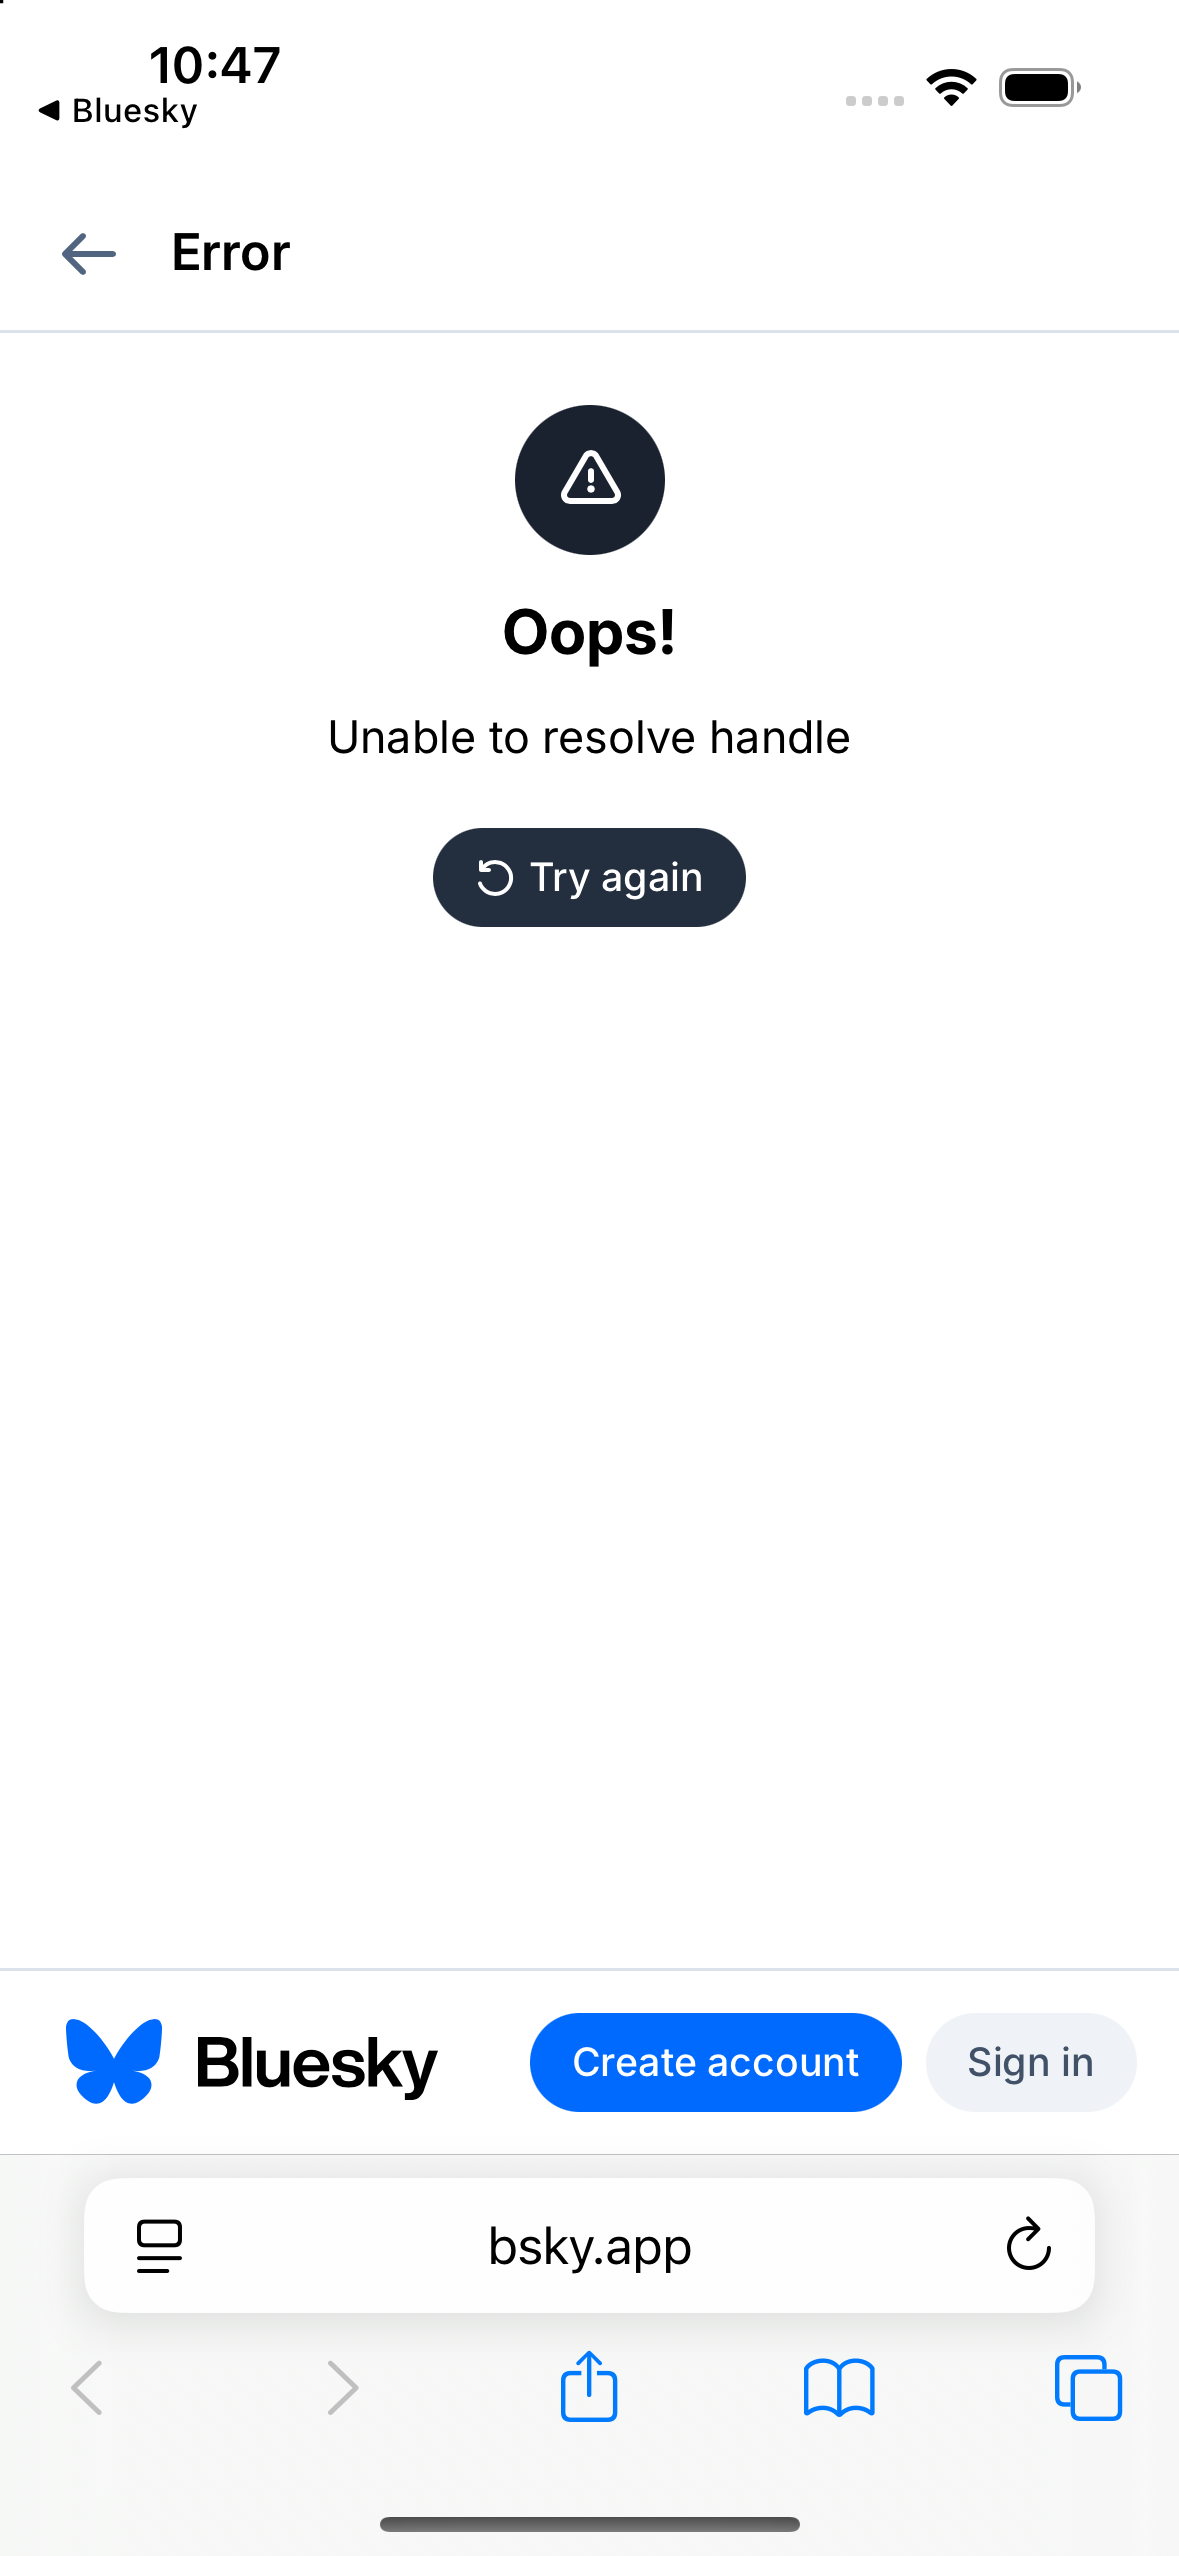 10:47
Bluesky
Error
Oops!
Unable to resolve handle
Try again
Bluesky
Create account
Sign in
bsky.app